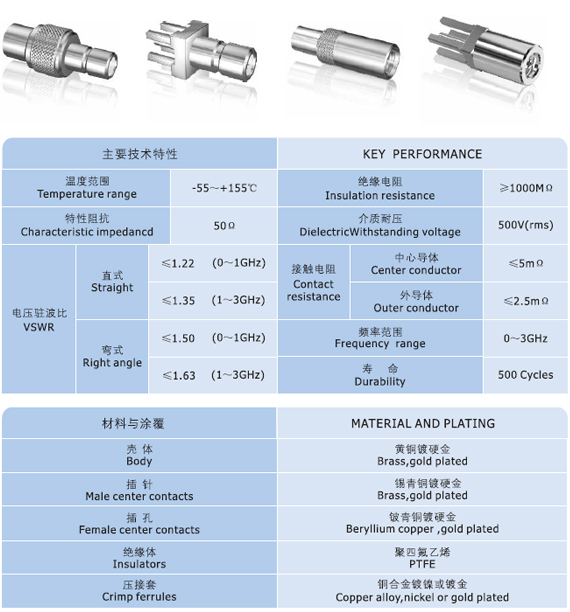 主要技术特性
KEY PERFORMANCE
温度范围
Temperature range
-55～+155℃
绝缘电阻
Insulation resistance
≥1000MΩ
特性阻抗
Characteristic impedancd
50Ω
介质耐压
DielectricWithstanding voltage
500V(rms)
电压驻波比
VSWR
直式
Straight
≤1.22 (0～1GHz)
≤1.35 (1～3GHz)
弯式
Right angle
≤1.50 (0～1GHz)
≤1.63 (1～3GHz)
接触电阻
Contact
resistance
中心导体
Center conductor
≤5mΩ
外导体
Outer conductor
≤2.5mΩ
频率范围
Frequency range
0～3GHz
寿 命
Durability
500 Cycles
材料与涂覆
MATERIAL AND PLATING
壳 体
Body
黄铜镀硬金
Brass,gold plated
插 针
Male center contacts
锡青铜镀硬金
Brass,gold plated
插 孔
Female center contacts
铍青铜镀硬金
Beryllium copper ,gold plated
绝缘体
Insulators
聚四氟乙烯
PTFE
压接套
Crimp ferrules
铜合金镀镍或镀金
Copper alloy,nickel or gold plated